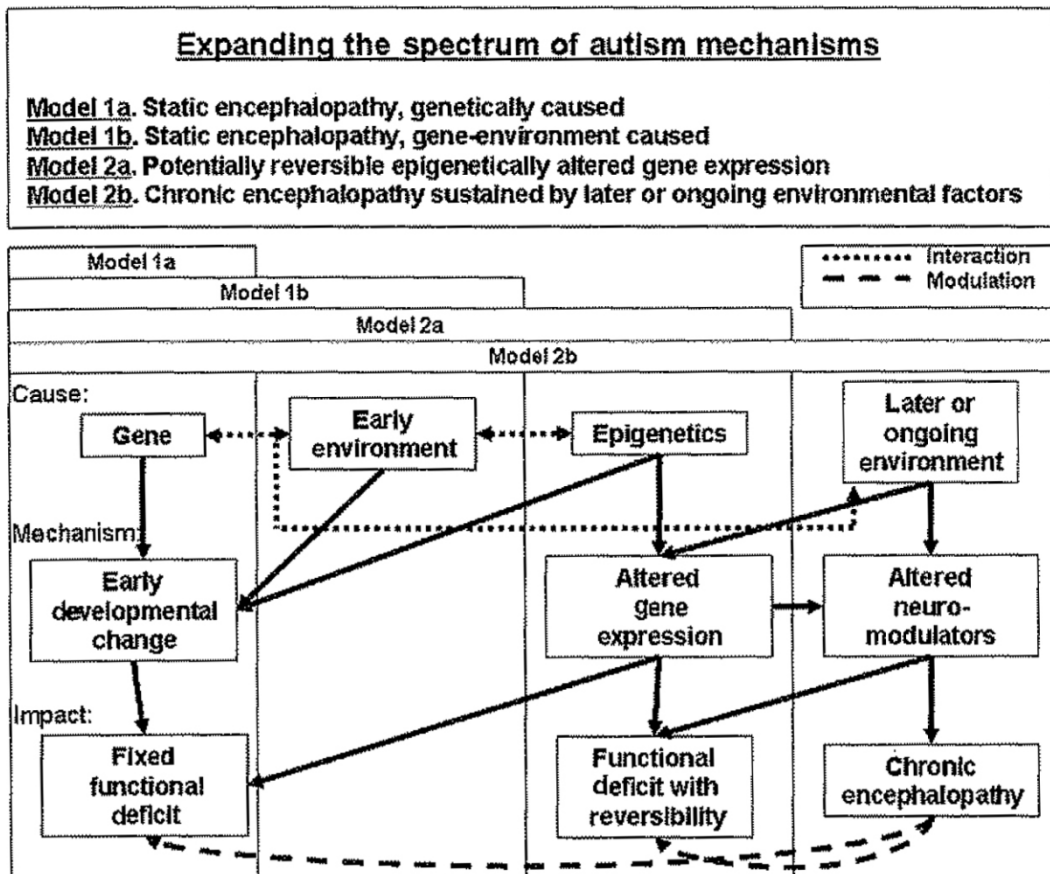 Expanding the spectrum of autism mechanisms
Model 1a. Static encephalopathy, genetically caused
Model 1b. Static encephalopathy, gene-environment caused
Model 2a. Potentially reversible epigenetically altered gene expression
Model 2b. Chronic encephalopathy sustained by later or ongoing environmental factors
Model 1a
Interaction
Modulation
Model 1b
Model 2a
Model 2b
Cause:
Gene
Early
environment
Epigenetics
Later or
ongoing
environment
Mechanism:
Early
developmental
change
Altered
gene
expression
Altered
neuro-
modulators
Impact:
Fixed
functional
deficit
Functional
deficit with
reversibility
Chronic
encephalopathy